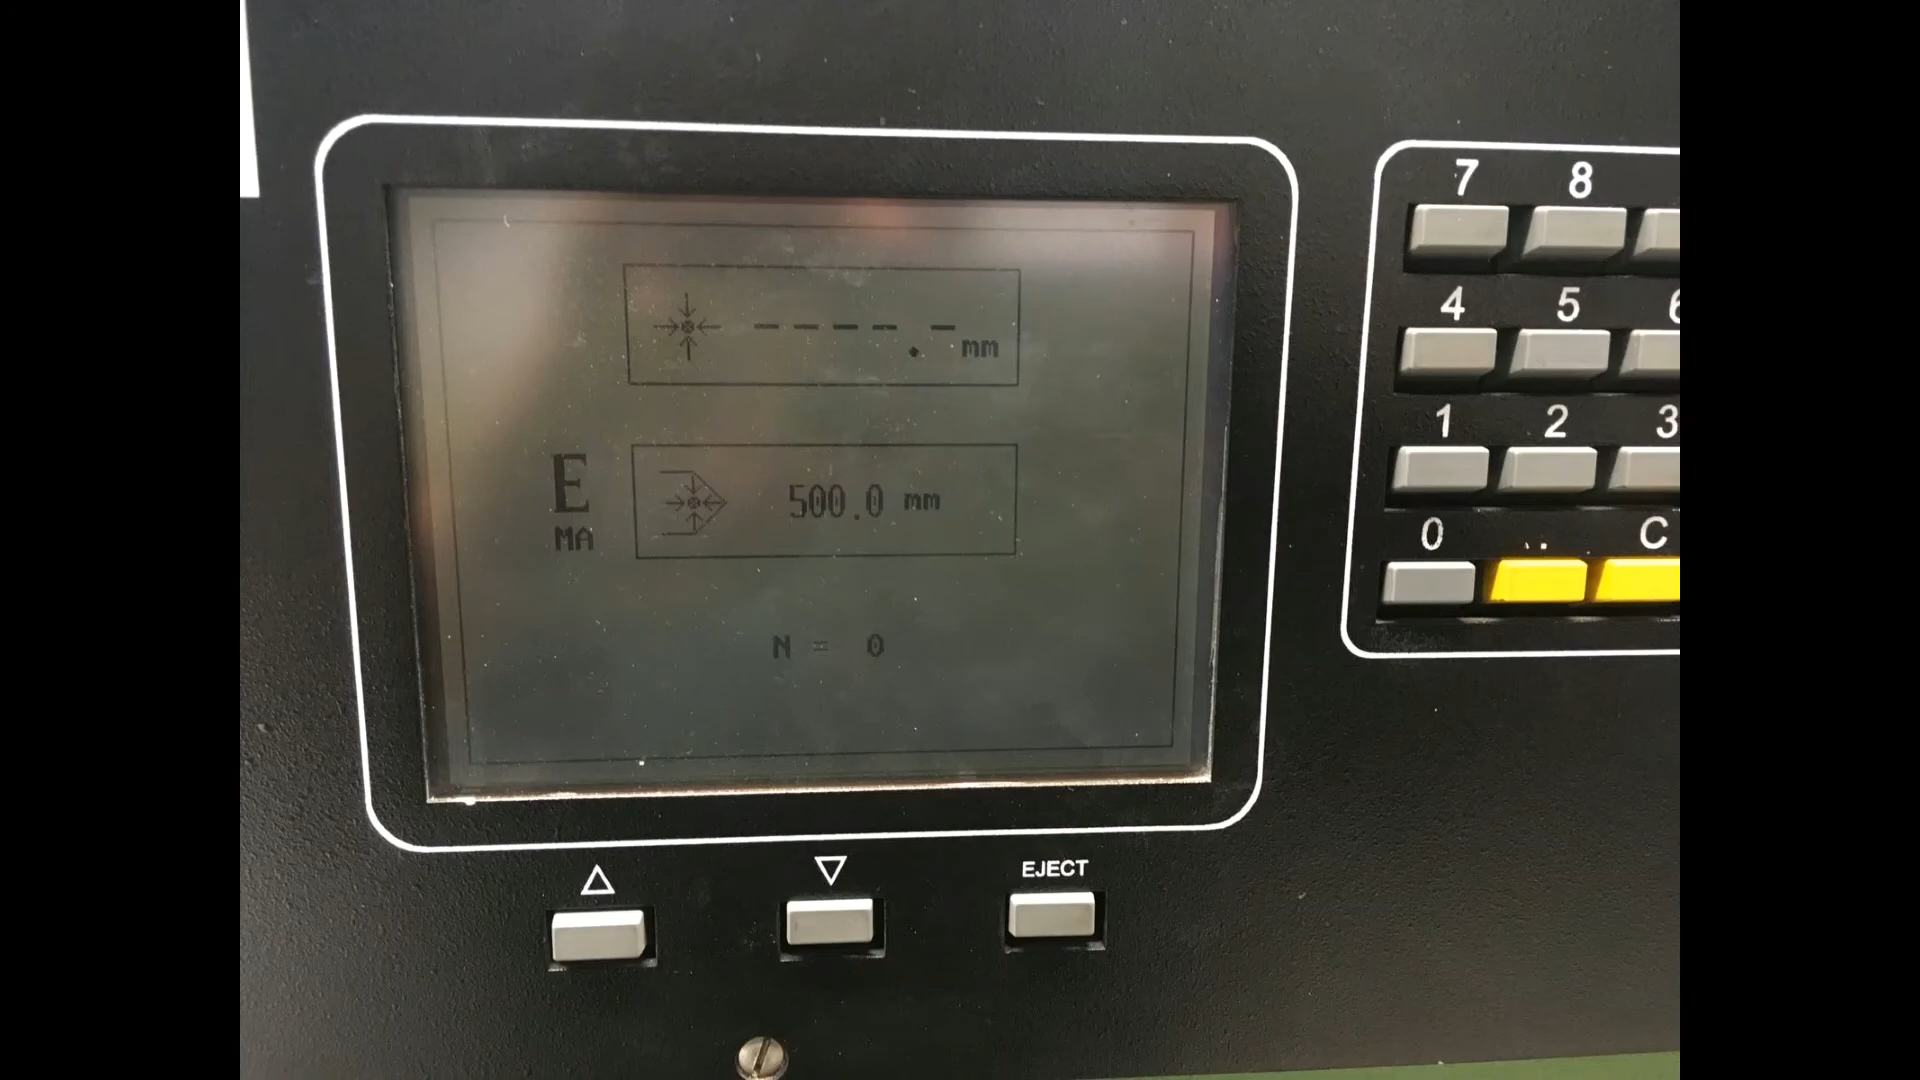 ----.- mm
E
MA
500.0 mm
N = 0
7 8
4 5 6
1 2 3
0 . C
△ ▽ EJECT